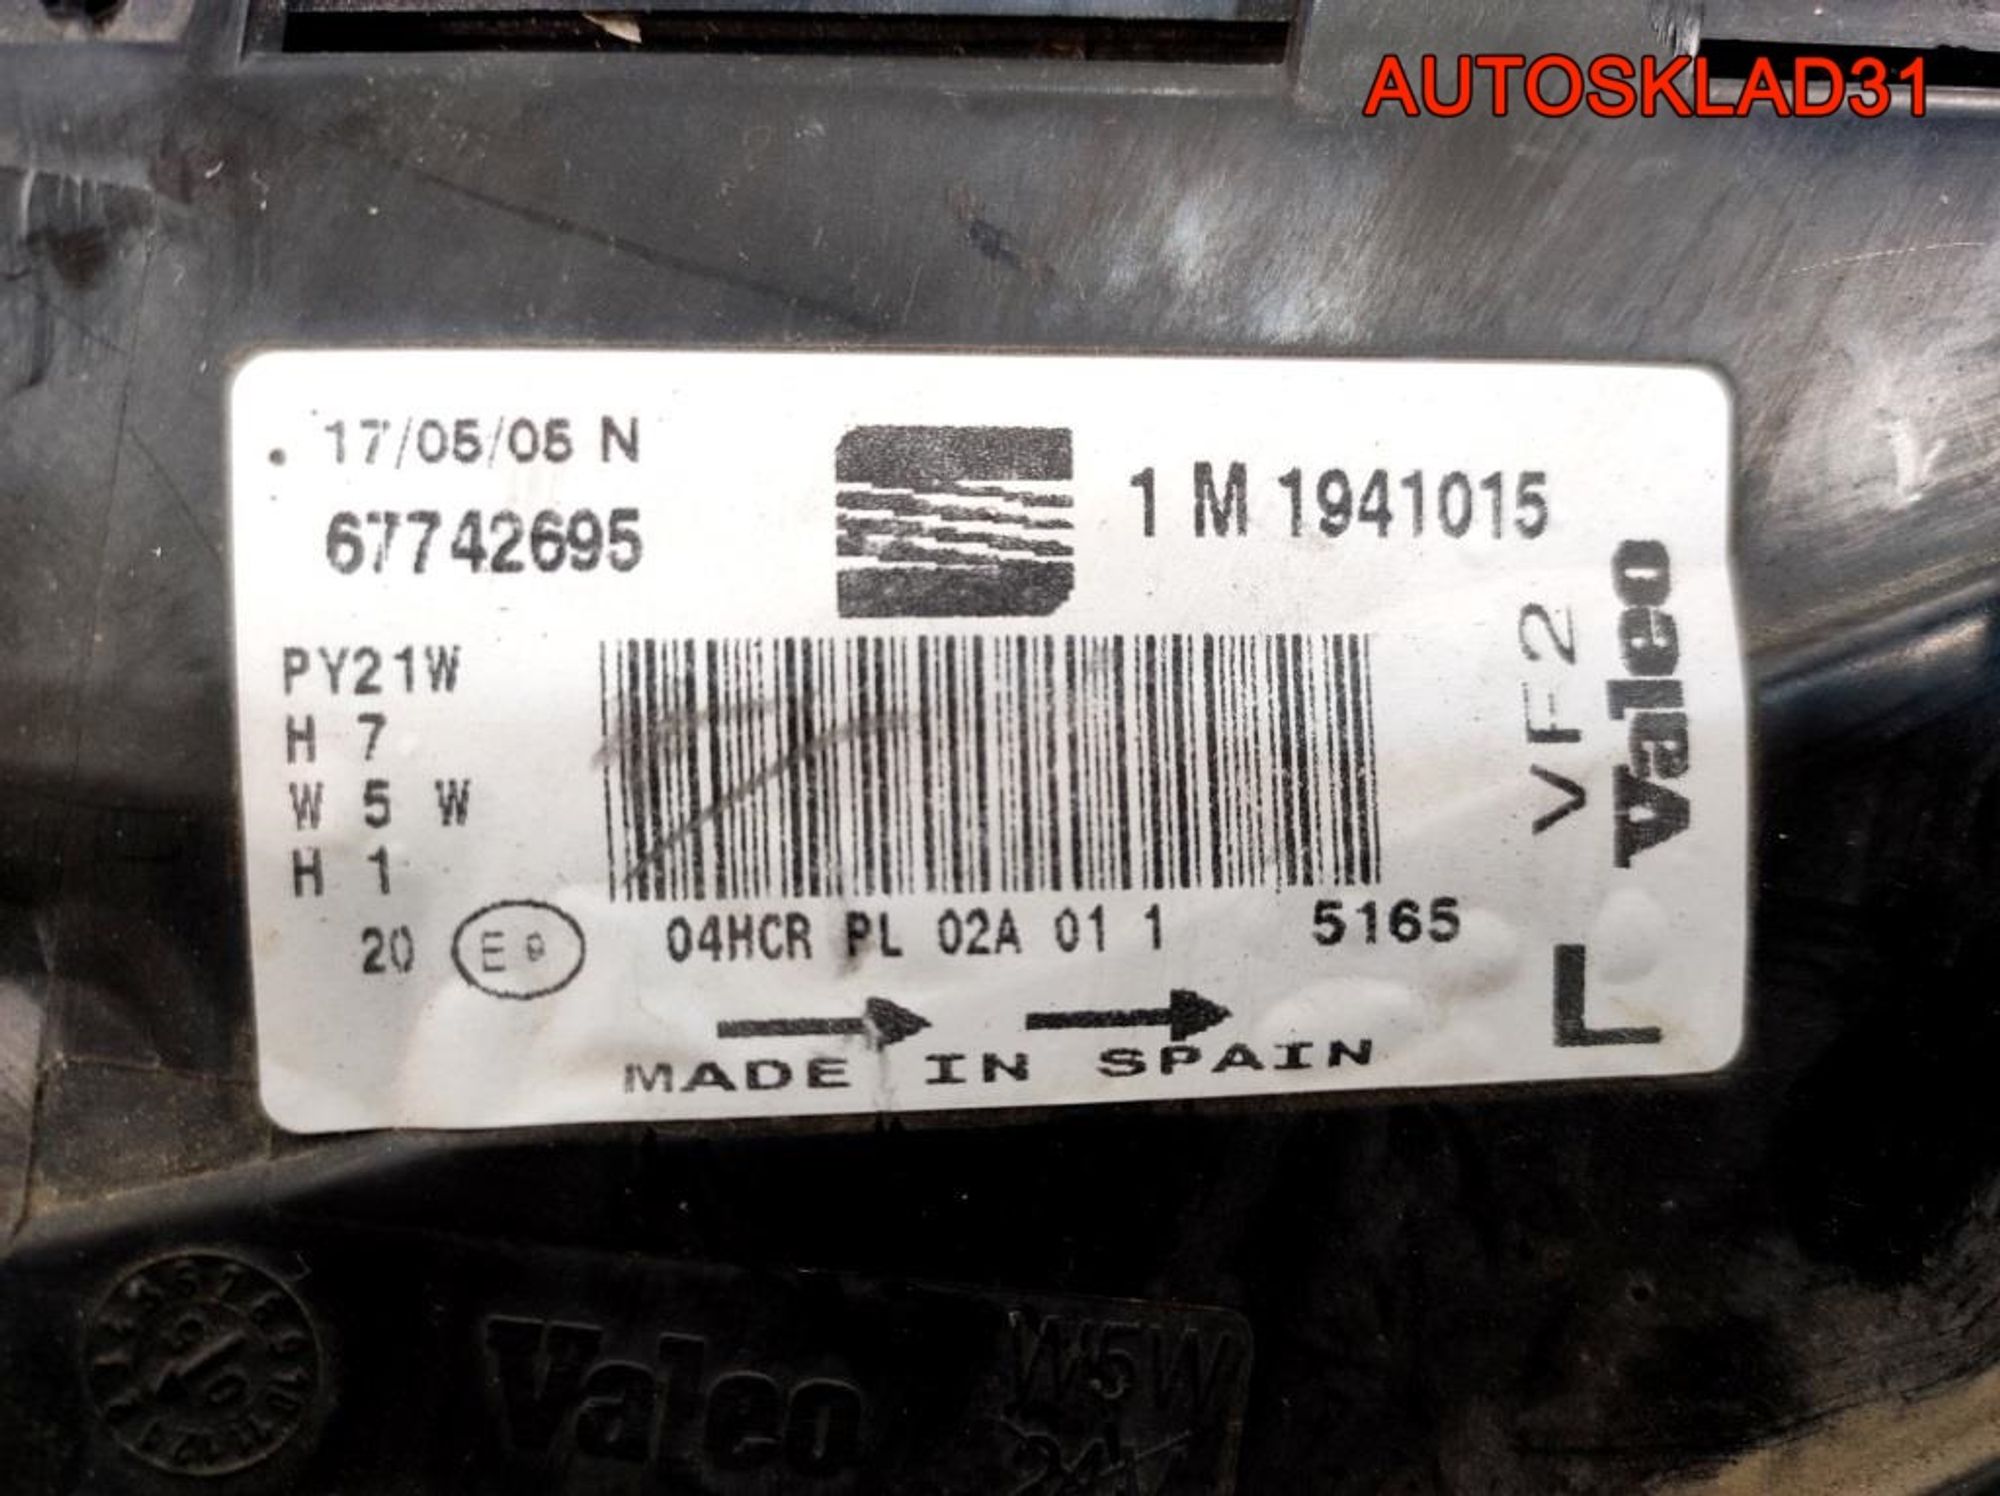 AUTOSKLAD31
17/05/05 N
67742695
1 M 1941015
PY21W
H 7
W 5 W
H 1
20 E 9
04HCR PL 02A 01 1 5165
MADE IN SPAIN
VF2
Valeo
L
Valeo
W5W